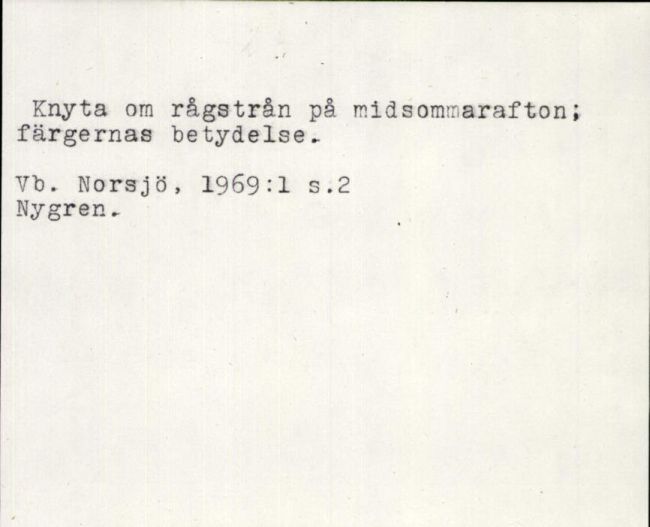 Knyta om rågstrån på midsommarafton;
färgernas betydelse.
Vb. Norsjö, 1969:1 s.2
Nygren.